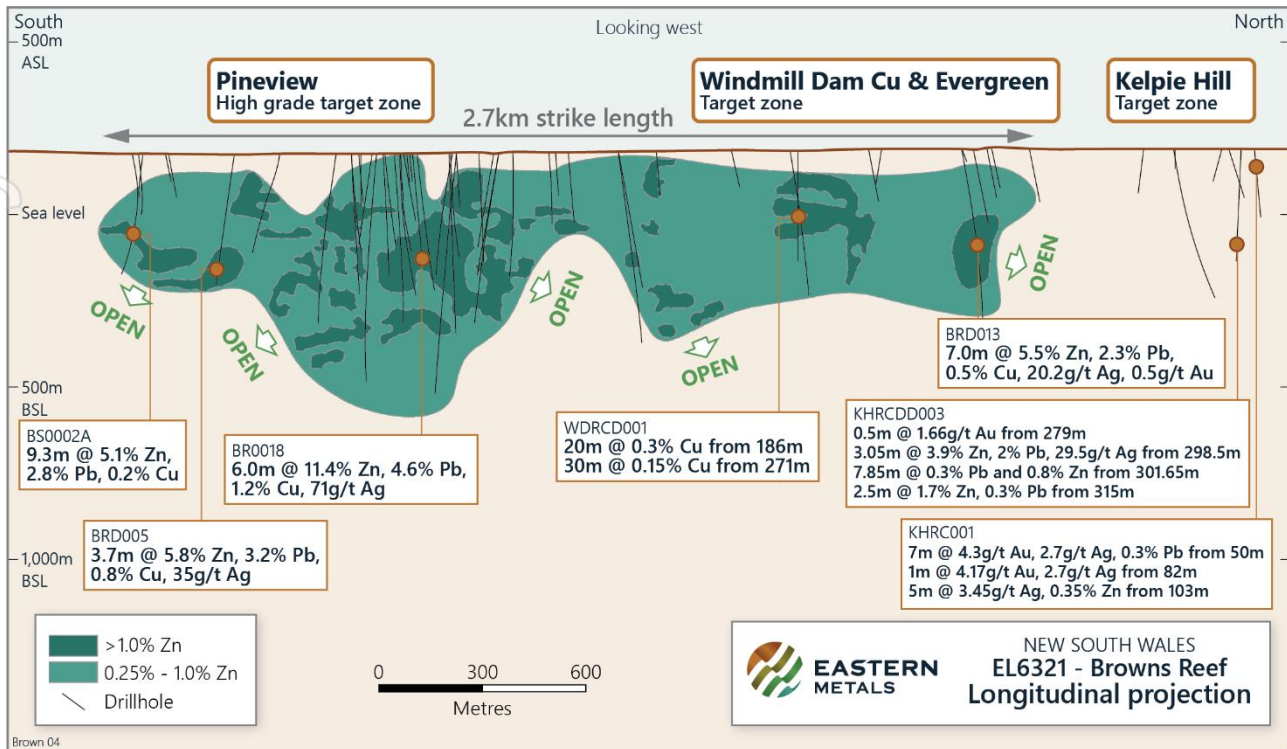 South
Looking west
North
500m
ASL
Pineview
High grade target zone
Windmill Dam Cu & Evergreen
Target zone
Kelpie Hill
Target zone
2.7km strike length
Sea level
OPEN
OPEN
OPEN
OPEN
OPEN
500m
BSL
BS0002A
9.3m @ 5.1% Zn,
2.8% Pb, 0.2% Cu
BRD005
3.7m @ 5.8% Zn, 3.2% Pb,
0.8% Cu, 35g/t Ag
BR0018
6.0m @ 11.4% Zn, 4.6% Pb,
1.2% Cu, 71g/t Ag
WDRCD001
20m @ 0.3% Cu from 186m
30m @ 0.15% Cu from 271m
BRD013
7.0m @ 5.5% Zn, 2.3% Pb,
0.5% Cu, 20.2g/t Ag, 0.5g/t Au
KHRCDD003
0.5m @ 1.66g/t Au from 279m
3.05m @ 3.9% Zn, 2% Pb, 29.5g/t Ag from 298.5m
7.85m @ 0.3% Pb and 0.8% Zn from 301.65m
2.5m @ 1.7% Zn, 0.3% Pb from 315m
KHRC001
7m @ 4.3g/t Au, 2.7g/t Ag, 0.3% Pb from 50m
1m @ 4.17g/t Au, 2.7g/t Ag from 82m
5m @ 3.45g/t Ag, 0.35% Zn from 103m
1,000m
BSL
>1.0% Zn
0.25% - 1.0% Zn
Drillhole
0 300 600
Metres
EASTERN
METALS
NEW SOUTH WALES
EL6321 - Browns Reef
Longitudinal projection
Brown 04